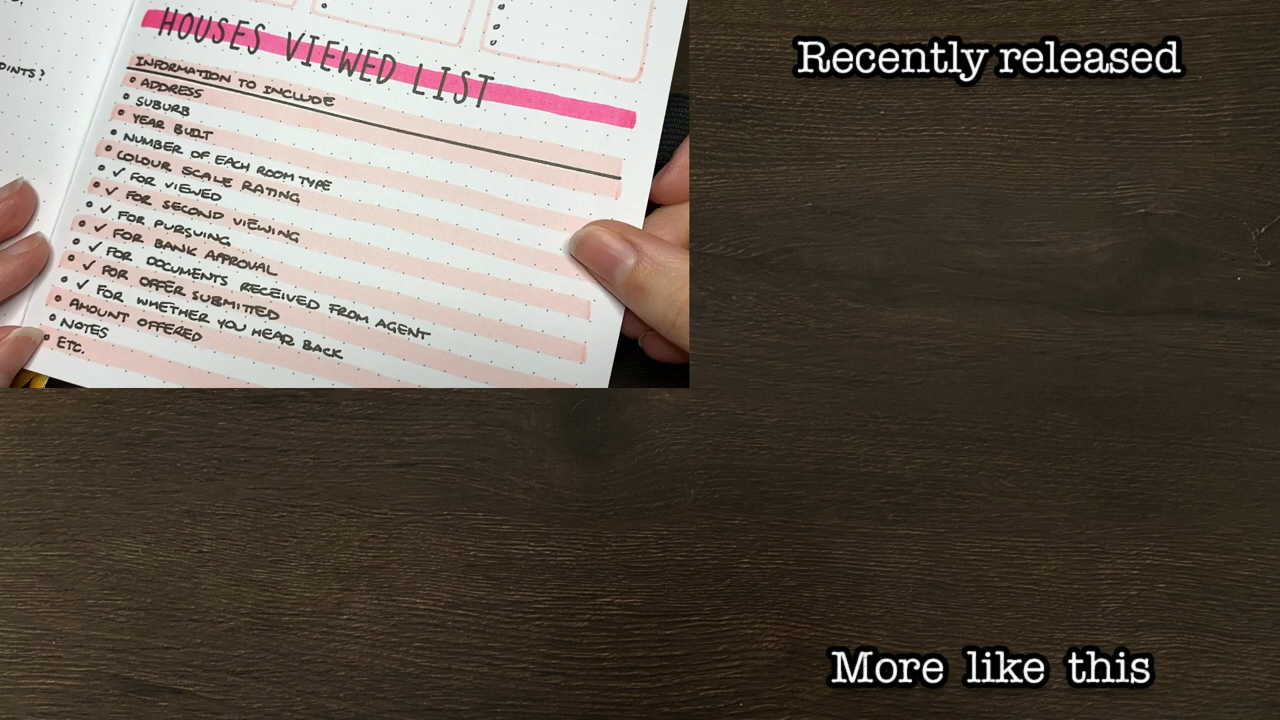 OINTS?
HOUSES VIEWED LIST
INFORMATION TO INCLUDE
• ADDRESS
• SUBURB
• YEAR BUILT
• NUMBER OF EACH ROOM TYPE
• COLOUR SCALE RATING
• ✓ FOR VIEWED
• ✓ FOR SECOND VIEWING
• ✓ FOR PURSUING
• ✓ FOR BANK APPROVAL
• ✓ FOR DOCUMENTS RECEIVED FROM AGENT
• ✓ FOR OFFER SUBMITTED
• ✓ FOR WHETHER YOU HEAR BACK
• AMOUNT OFFERED
• NOTES
• ETC.
Recently released
More like this